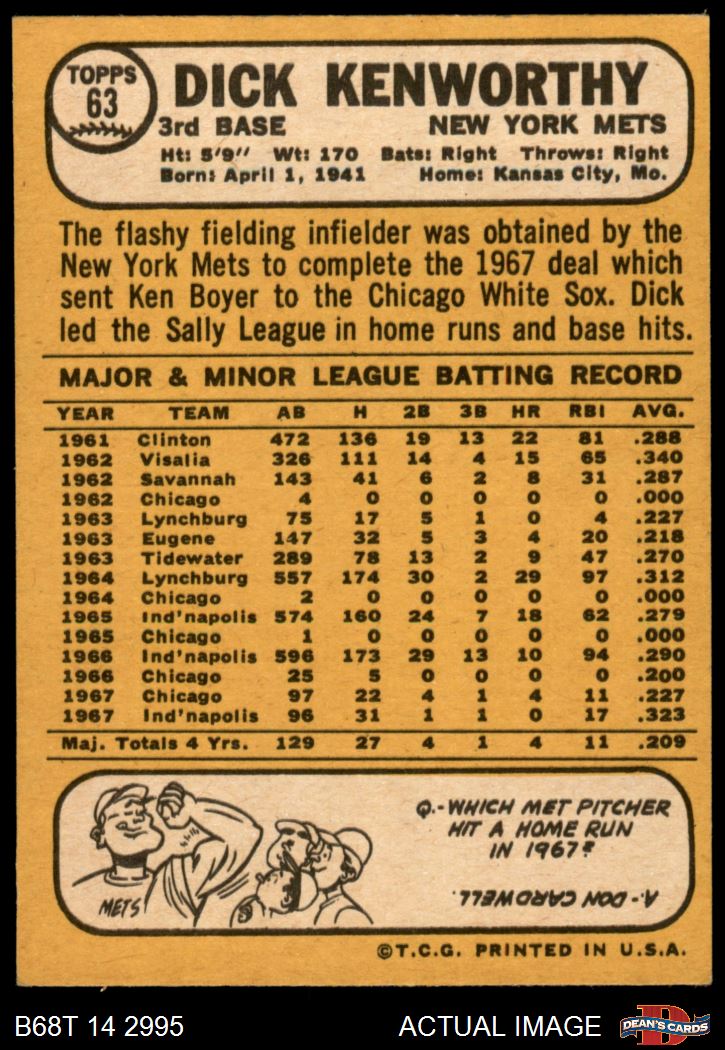 TOPPS
63
DICK KENWORTHY
3rd BASE NEW YORK METS
Ht: 5'9" Wt: 170 Bats: Right Throws: Right
Born: April 1, 1941 Home: Kansas City, Mo.
The flashy fielding infielder was obtained by the
New York Mets to complete the 1967 deal which
sent Ken Boyer to the Chicago White Sox. Dick
led the Sally League in home runs and base hits.
MAJOR & MINOR LEAGUE BATTING RECORD
YEAR TEAM AB H 2B 3B HR RBI AVG.
1961 Clinton 472 136 19 13 22 81 .288
1962 Visalia 326 111 14 4 15 65 .340
1962 Savannah 143 41 6 2 8 31 .287
1962 Chicago 4 0 0 0 0 0 .000
1963 Lynchburg 75 17 5 1 0 4 .227
1963 Eugene 147 32 5 3 4 20 .218
1963 Tidewater 289 78 13 2 9 47 .270
1964 Lynchburg 557 174 30 2 29 97 .312
1964 Chicago 2 0 0 0 0 0 .000
1965 Ind'napolis 574 160 24 7 18 62 .279
1965 Chicago 1 0 0 0 0 0 .000
1966 Ind'napolis 596 173 29 13 10 94 .290
1966 Chicago 25 5 0 0 0 0 .200
1967 Chicago 97 22 4 1 4 11 .227
1967 Ind'napolis 96 31 1 1 0 17 .323
Maj. Totals 4 Yrs. 129 27 4 1 4 11 .209
METS
Q.-WHICH MET PITCHER
HIT A HOME RUN
IN 1967?
A.-DON CARDWELL.
©T.C.G. PRINTED IN U.S.A.
B68T 14 2995 ACTUAL IMAGE
D
DEAN'S CARDS